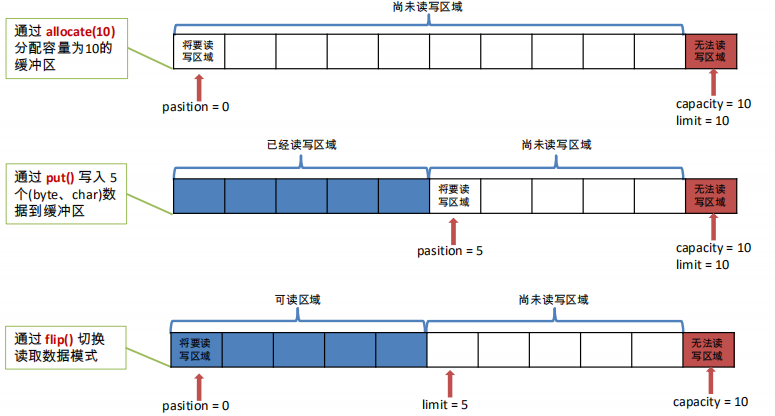 尚未读写区域
通过 allocate(10)
分配容量为10的
缓冲区
将要读
写区域
无法读
写区域
pasition = 0
capacity = 10
limit = 10
已经读写区域
尚未读写区域
通过 put() 写入 5
个(byte、char)数
据到缓冲区
将要读
写区域
无法读
写区域
pasition = 5
capacity = 10
limit = 10
可读区域
尚未读写区域
通过 flip() 切换
读取数据模式
将要读
写区域
无法读
写区域
pasition = 0
limit = 5
capacity = 10